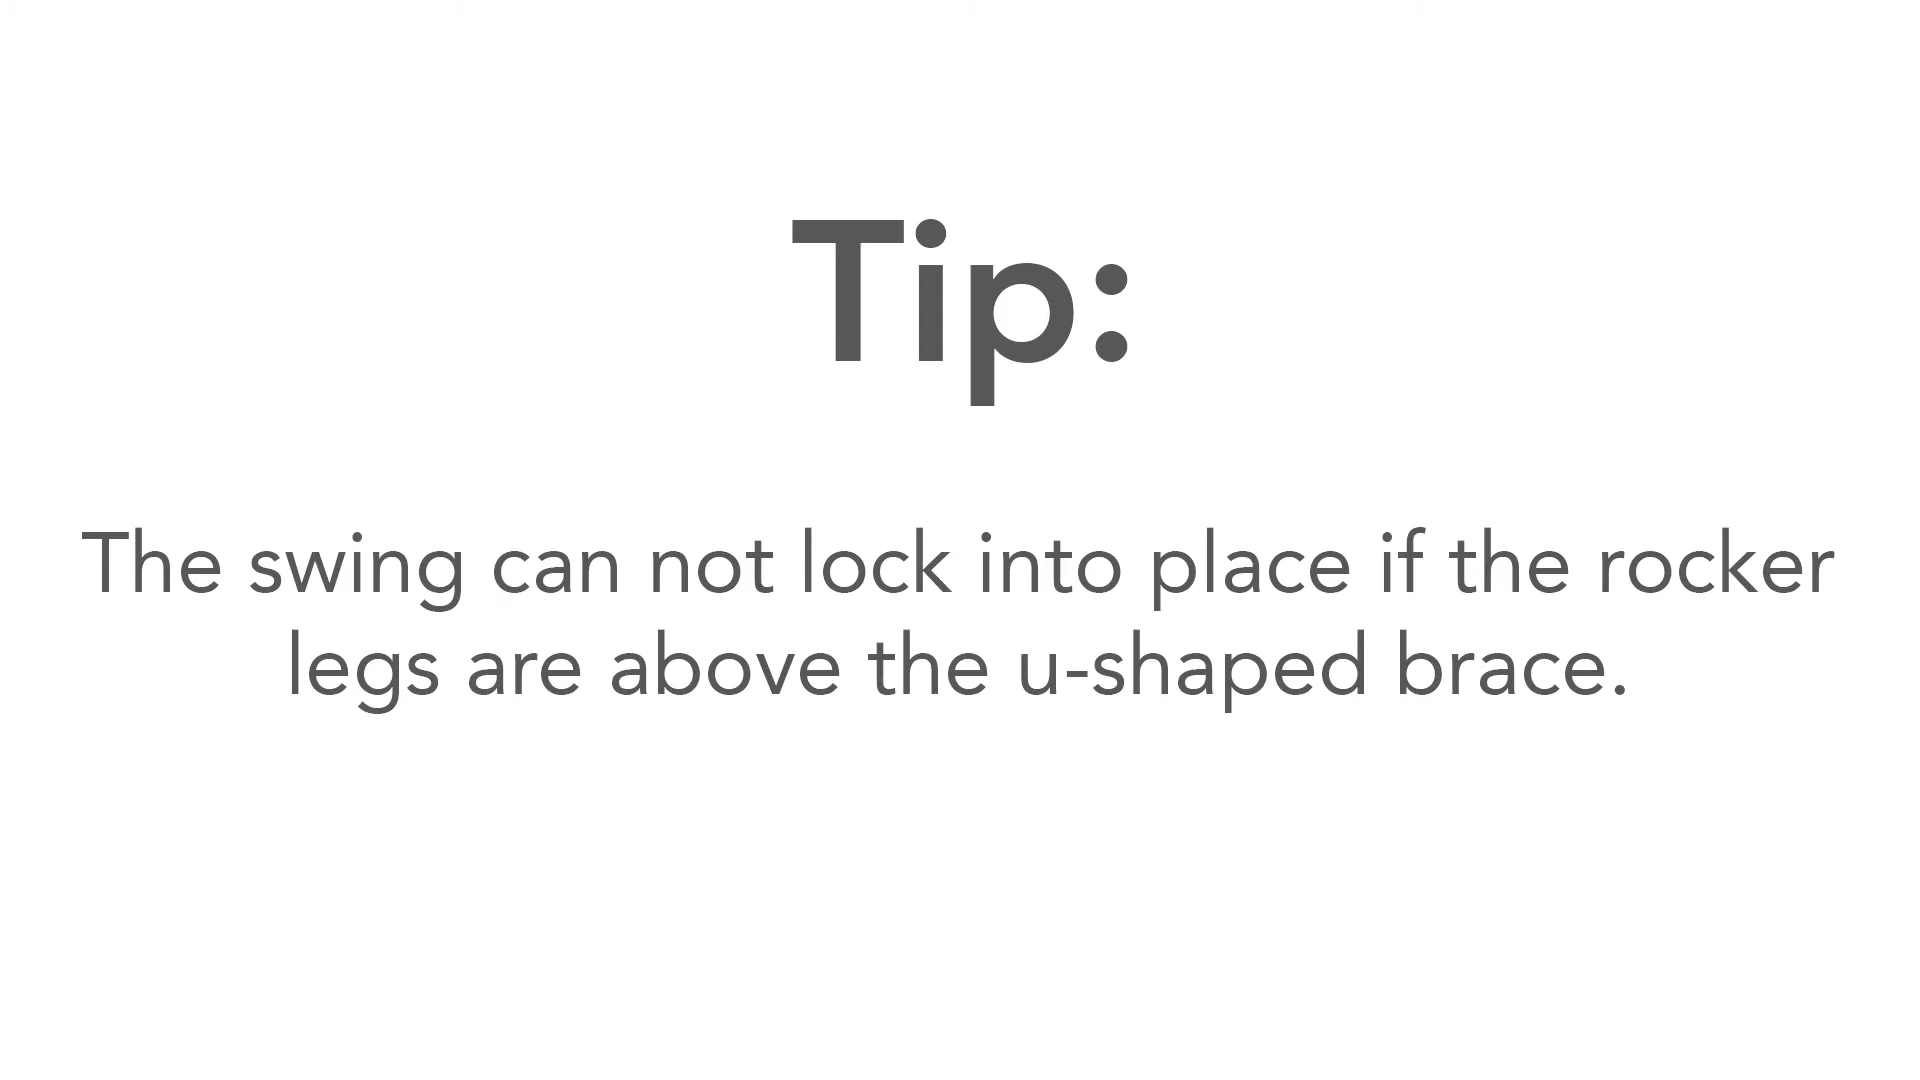 Tip:
The swing can not lock into place if the rocker
legs are above the u-shaped brace.